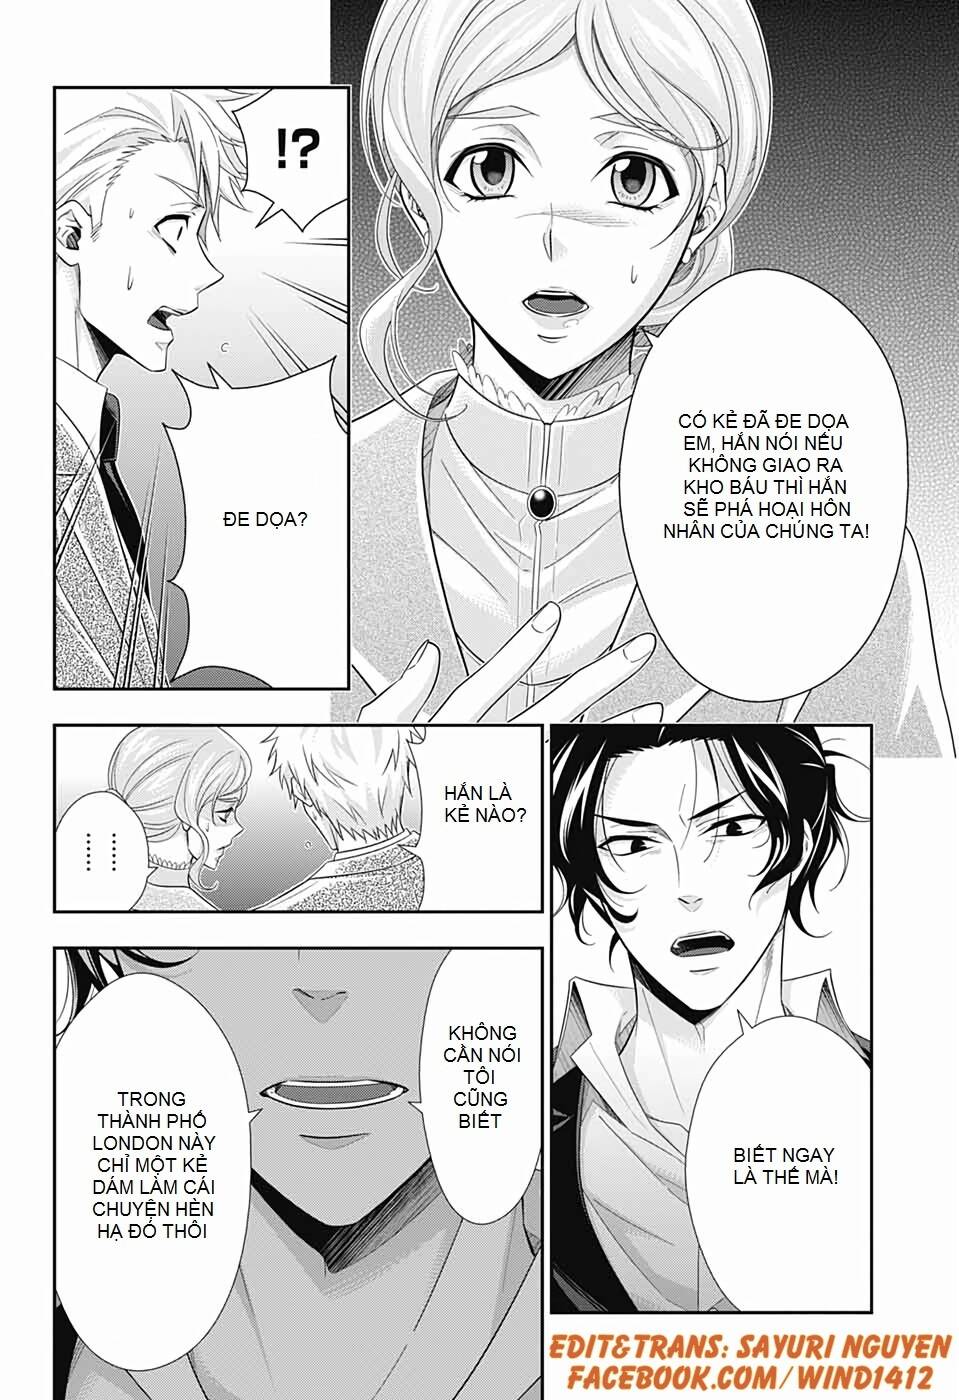 CÓ KẺ ĐÃ ĐE DỌA
EM, HẮN NÓI NẾU
KHÔNG GIAO RA
KHO BÁU THÌ HẮN
SẼ PHÁ HOẠI HÔN
NHÂN CỦA CHÚNG TA!
!?
ĐE DỌA?
BIẾT NGAY
LÀ THẾ MÀ!
HẮN LÀ
KẺ NÀO?
......
KHÔNG
CẦN NÓI
TÔI
CŨNG
BIẾT
TRONG
THÀNH PHỐ
LONDON NÀY
CHỈ MỘT KẺ
DÁM LÀM CÁI
CHUYỆN HÈN
HẠ ĐÓ THÔI
EDIT&TRANS: SAYURI NGUYEN
FACEBOOK.COM/WIND1412